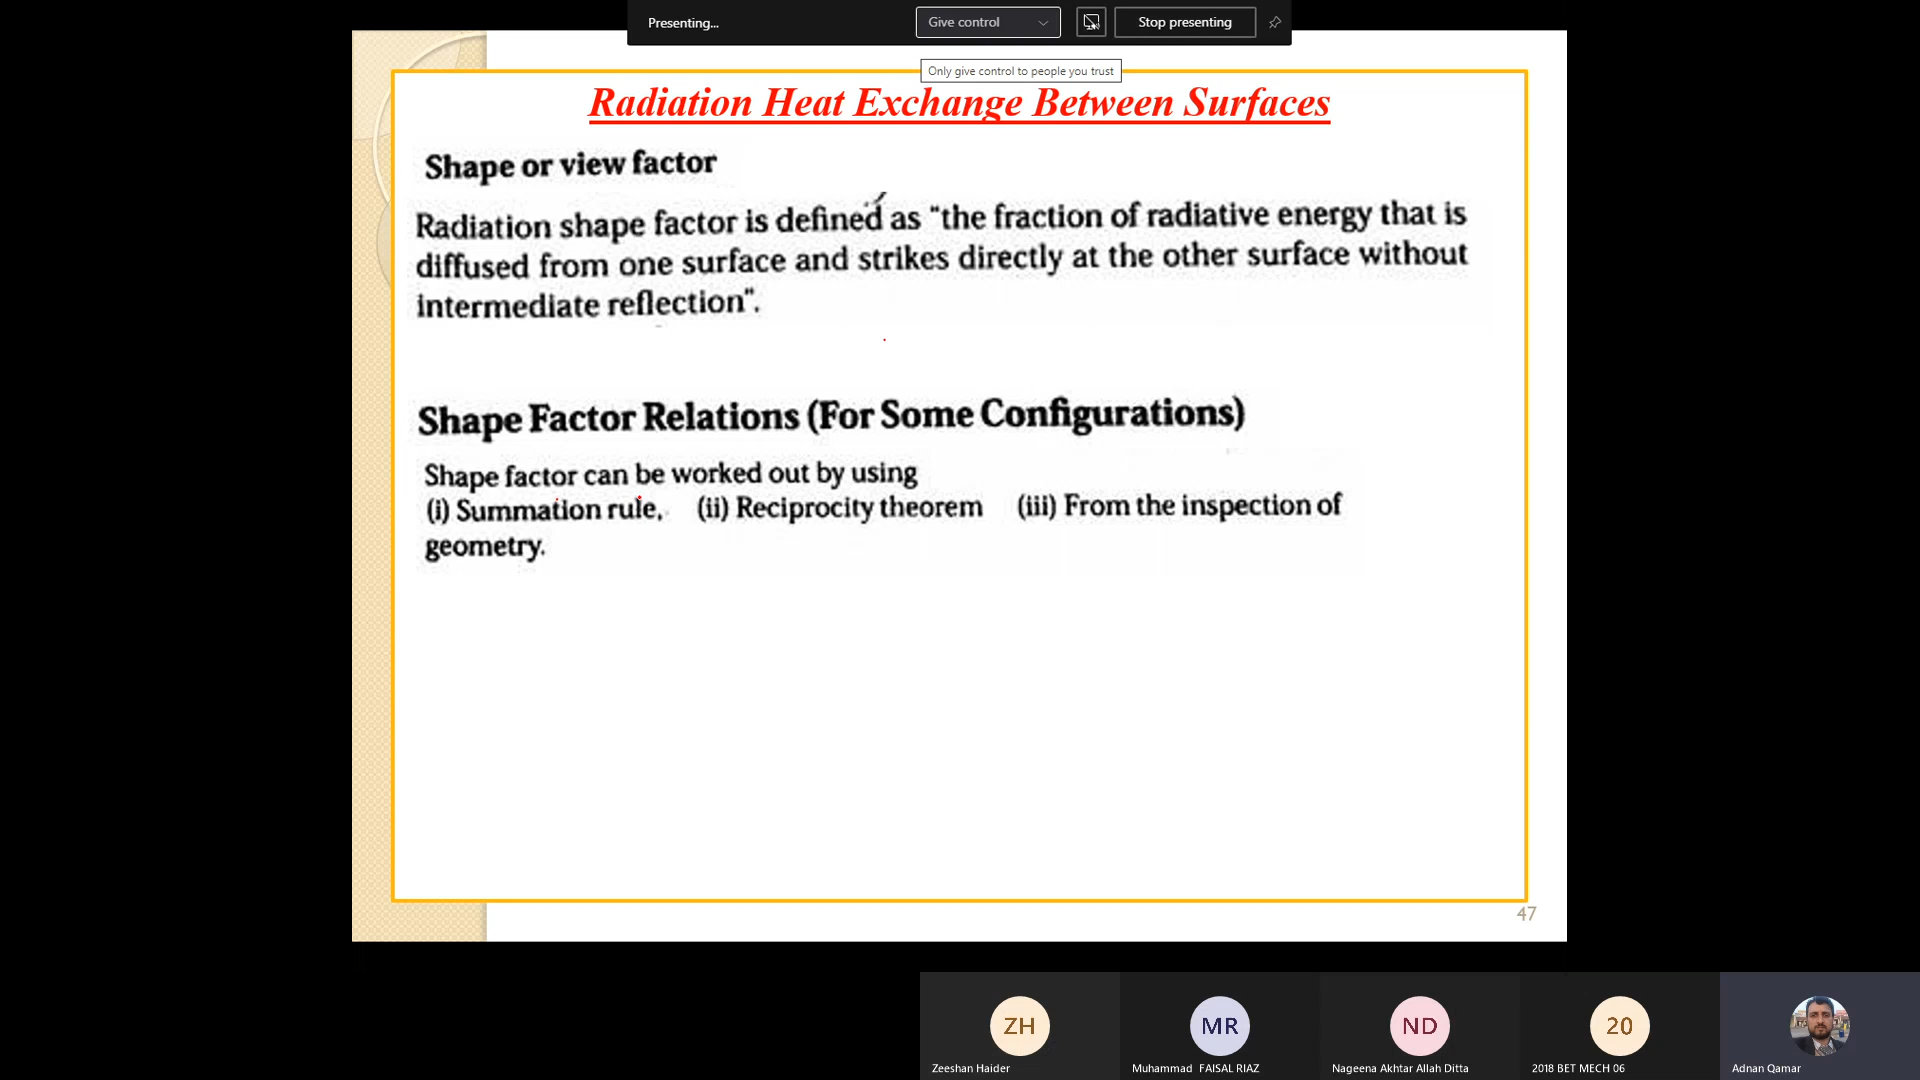 Presenting...
Give control
Stop presenting
Only give control to people you trust
Radiation Heat Exchange Between Surfaces
Shape or view factor
Radiation shape factor is defined as "the fraction of radiative energy that is
diffused from one surface and strikes directly at the other surface without
intermediate reflection".
Shape Factor Relations (For Some Configurations)
Shape factor can be worked out by using
(i) Summation rule, (ii) Reciprocity theorem (iii) From the inspection of
geometry.
47
ZH
MR
ND
20
Zeeshan Haider
Muhammad FAISAL RIAZ
Nageena Akhtar Allah Ditta
2018 BET MECH 06
Adnan Qamar